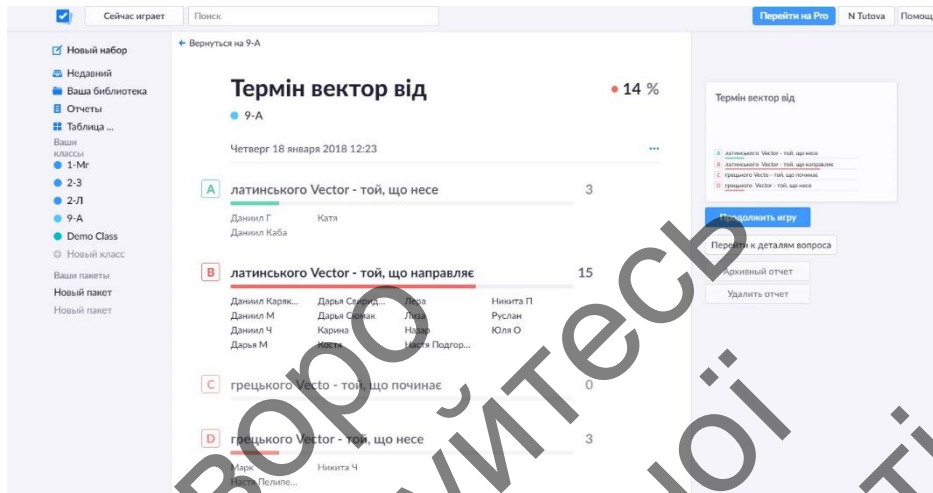 Сейчас играет
Поиск
Перейти на Pro
N Tutova
Помощ
Новый набор
Недавний
Ваша библиотека
Отчеты
Таблица ...
Ваши
классы
1-Мг
2-3
2-Л
9-А
Demo Class
Новый класс
Ваши пакеты
Новый пакет
Новый пакет
← Вернуться на 9-А
Термін вектор від
14 %
9-А
Четверг 18 января 2018 12:23
...
A латинського Vector - той, що несе 3
Даниил Г Катя
Даниил Каба
B латинського Vector - той, що направляє 15
Даниил Каряк... Дарья Свирид... Лера Никита П
Даниил М Дарья Сюмак Лиза Руслан
Даниил Ч Карина Назар Юля О
Дарья М Костя Настя Подгор...
C грецького Vecto - той, що починає 0
D грецького Vector - той, що несе 3
Марк Никита Ч
Настя Пелипе...
Термін вектор від
A латинського Vector - той, що несе
B латинського Vector - той, що направляє
C грецького Vecto - той, що починає
D грецького Vector - той, що несе
Продолжить игру
Перейти к деталям вопроса
Архивный отчет
Удалить отчет